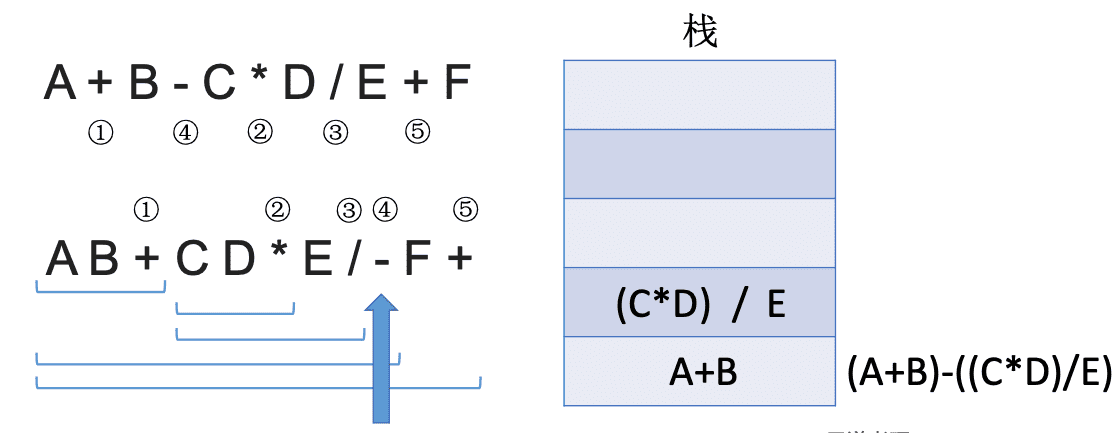 栈
A + B - C * D / E + F
① ④ ② ③ ⑤
① ② ③ ④ ⑤
A B + C D * E / - F +
(C*D) / E
A+B
(A+B)-((C*D)/E)